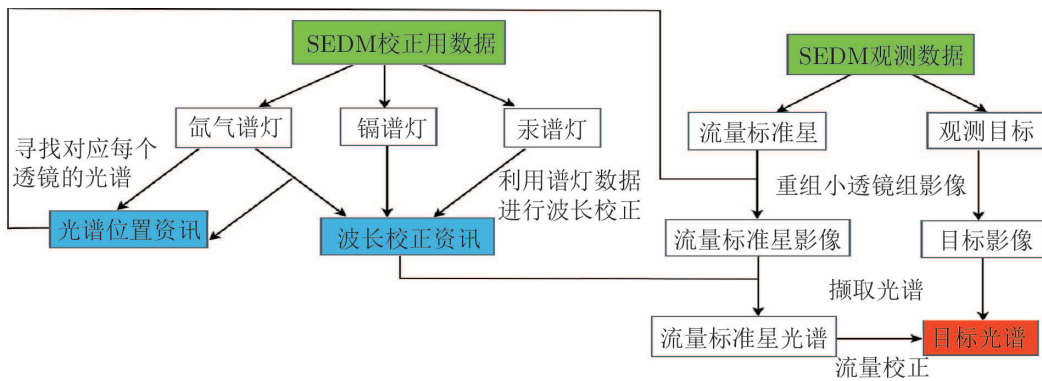 SEDM校正用数据
SEDM观测数据
氙气谱灯
镉谱灯
汞谱灯
流量标准星
观测目标
寻找对应每个
透镜的光谱
利用谱灯数据
进行波长校正
重组小透镜组影像
光谱位置资讯
波长校正资讯
流量标准星影像
目标影像
撷取光谱
流量标准星光谱
目标光谱
流量校正